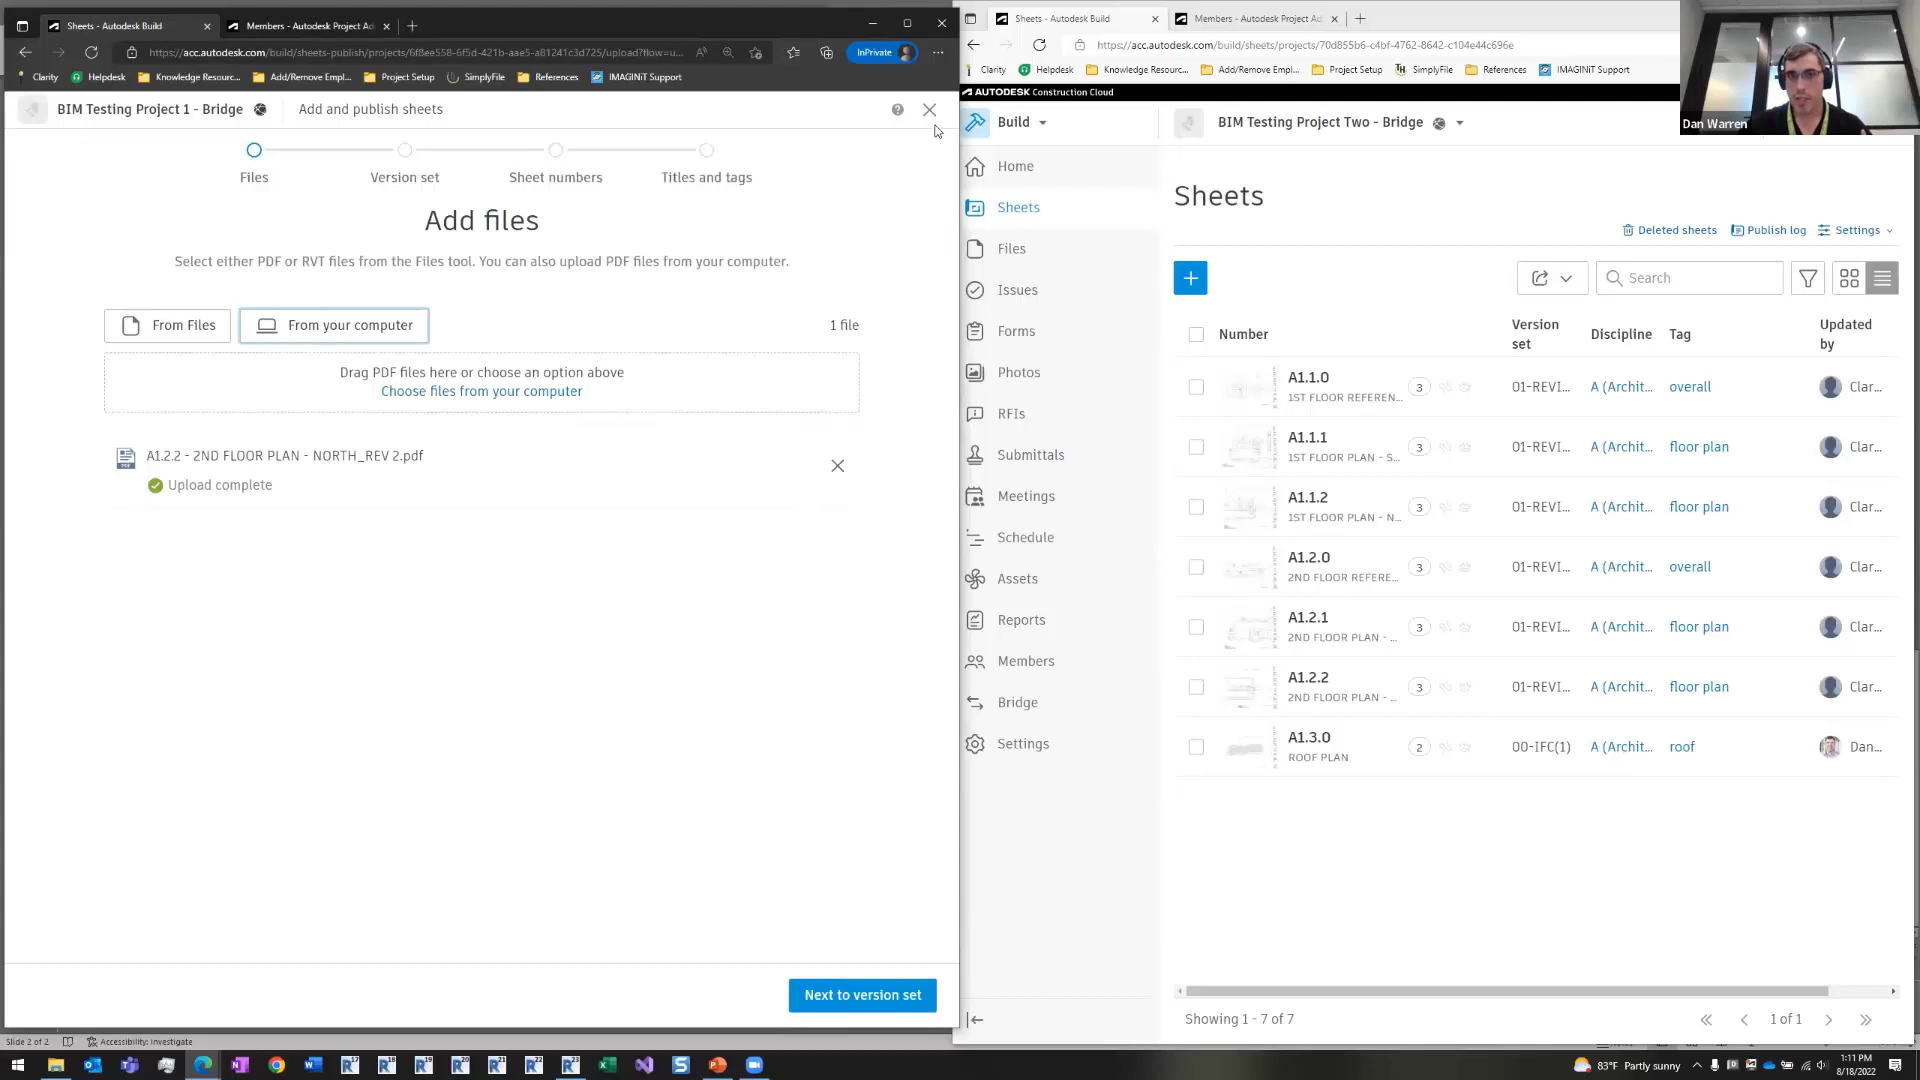 Sheets - Autodesk Build
Members - Autodesk Project Ad
https://acc.autodesk.com/build/sheets-publish/projects/6f8ee558-6f5d-421b-aae5-a81241c3d725/upload?flow=u...
InPrivate
Clarity
Helpdesk
Knowledge Resourc...
Add/Remove Empl...
Project Setup
SimplyFile
References
IMAGINiT Support
BIM Testing Project 1 - Bridge
Add and publish sheets
Files
Version set
Sheet numbers
Titles and tags
Add files
Select either PDF or RVT files from the Files tool. You can also upload PDF files from your computer.
From Files
From your computer
1 file
Drag PDF files here or choose an option above
Choose files from your computer
A1.2.2 - 2ND FLOOR PLAN - NORTH_REV 2.pdf
Upload complete
Next to version set
Sheets - Autodesk Build
Members - Autodesk Project Ad
https://acc.autodesk.com/build/sheets/projects/70d855b6-c4bf-4762-8642-c104e44c696e
Clarity
Helpdesk
Knowledge Resourc...
Add/Remove Empl...
Project Setup
SimplyFile
References
IMAGINiT Support
AUTODESK Construction Cloud
Build
BIM Testing Project Two - Bridge
Dan Warren
Home
Sheets
Files
Issues
Forms
Photos
RFIs
Submittals
Meetings
Schedule
Assets
Reports
Members
Bridge
Settings
Sheets
Deleted sheets
Publish log
Settings
+
Search
Number
Version set
Discipline
Tag
Updated by
A1.1.0
1ST FLOOR REFEREN...
3
01-REVI...
A (Archit...
overall
Clar...
A1.1.1
1ST FLOOR PLAN - S...
3
01-REVI...
A (Archit...
floor plan
Clar...
A1.1.2
1ST FLOOR PLAN - N...
3
01-REVI...
A (Archit...
floor plan
Clar...
A1.2.0
2ND FLOOR REFERE...
3
01-REVI...
A (Archit...
overall
Clar...
A1.2.1
2ND FLOOR PLAN - ...
3
01-REVI...
A (Archit...
floor plan
Clar...
A1.2.2
2ND FLOOR PLAN - ...
3
01-REVI...
A (Archit...
floor plan
Clar...
A1.3.0
ROOF PLAN
2
00-IFC(1)
A (Archit...
roof
Dan...
Showing 1 - 7 of 7
1 of 1
Slide 2 of 2
Accessibility: Investigate
17
18
19
20
21
22
23
83°F Partly sunny
1:11 PM
8/18/2022